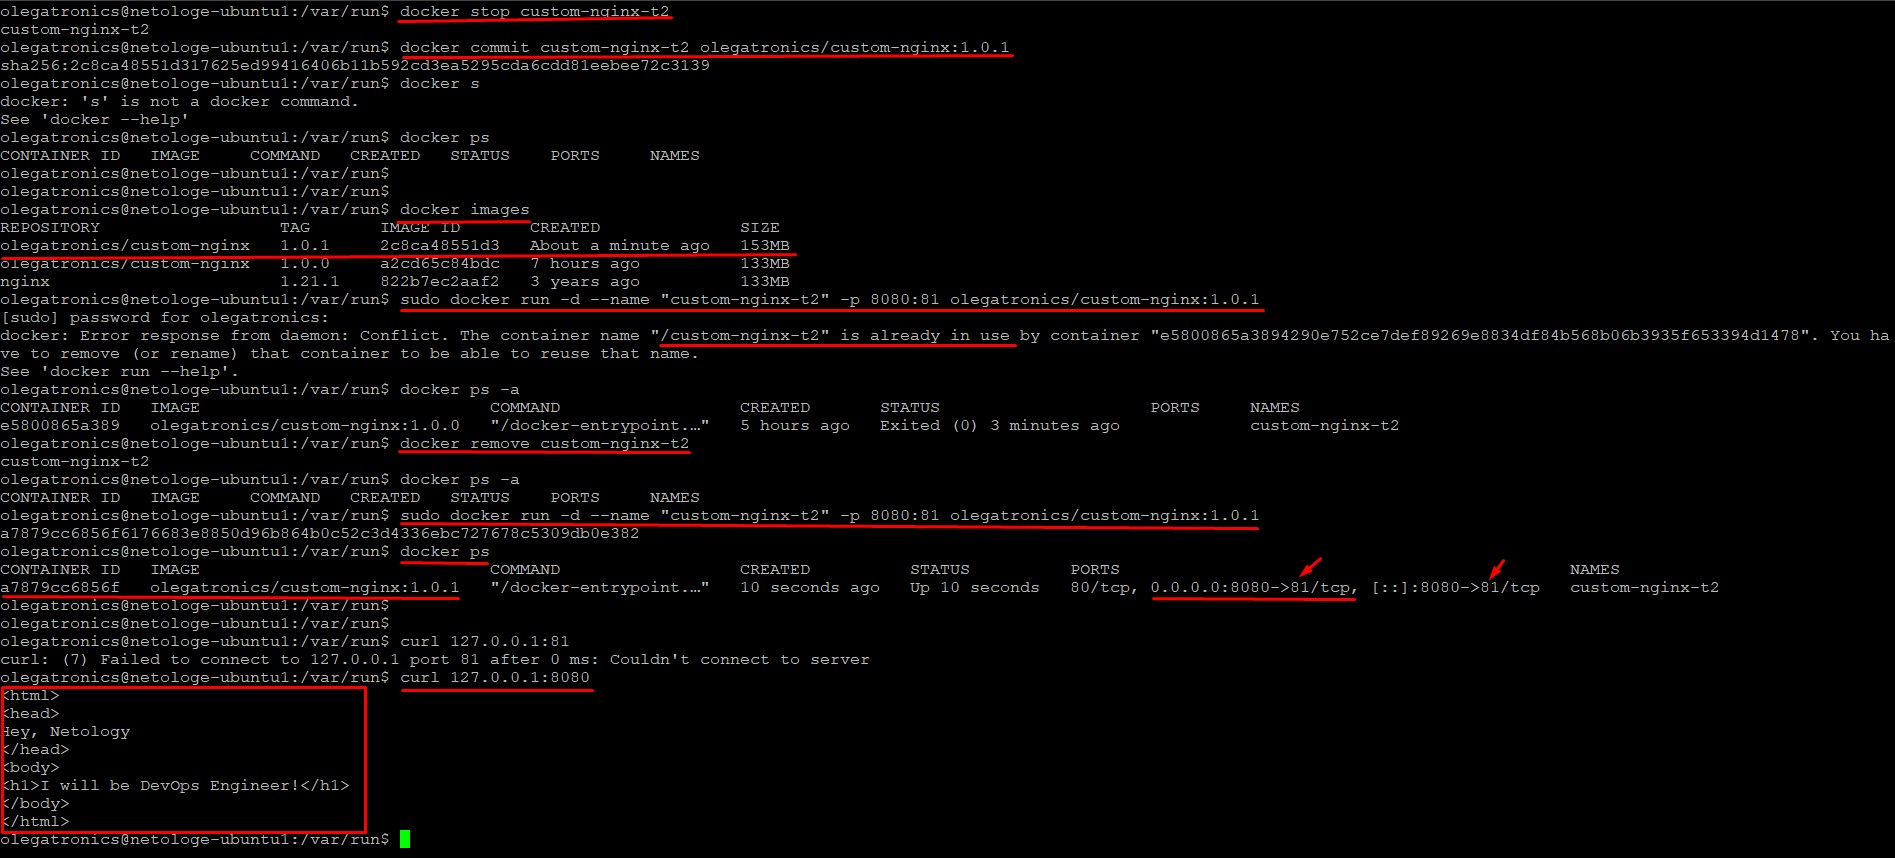 olegatronics@netologe-ubuntu1:/var/run$ docker stop custom-nginx-t2
custom-nginx-t2
olegatronics@netologe-ubuntu1:/var/run$ docker commit custom-nginx-t2 olegatronics/custom-nginx:1.0.1
sha256:2c8ca48551d317625ed99416406b11b592cd3ea5295cda6cdd81eebee72c3139
olegatronics@netologe-ubuntu1:/var/run$ docker s
docker: 's' is not a docker command.
See 'docker --help'
olegatronics@netologe-ubuntu1:/var/run$ docker ps
CONTAINER ID   IMAGE     COMMAND   CREATED   STATUS    PORTS     NAMES
olegatronics@netologe-ubuntu1:/var/run$
olegatronics@netologe-ubuntu1:/var/run$
olegatronics@netologe-ubuntu1:/var/run$ docker images
REPOSITORY                  TAG       IMAGE ID       CREATED              SIZE
olegatronics/custom-nginx   1.0.1     2c8ca48551d3   About a minute ago   153MB
olegatronics/custom-nginx   1.0.0     a2cd65c84bdc   7 hours ago          133MB
nginx                       1.21.1    822b7ec2aaf2   3 years ago          133MB
olegatronics@netologe-ubuntu1:/var/run$ sudo docker run -d --name "custom-nginx-t2" -p 8080:81 olegatronics/custom-nginx:1.0.1
[sudo] password for olegatronics:
docker: Error response from daemon: Conflict. The container name "/custom-nginx-t2" is already in use by container "e5800865a3894290e752ce7def89269e8834df84b568b06b3935f653394d1478". You ha
ve to remove (or rename) that container to be able to reuse that name.
See 'docker run --help'.
olegatronics@netologe-ubuntu1:/var/run$ docker ps -a
CONTAINER ID   IMAGE                             COMMAND                  CREATED       STATUS                     PORTS     NAMES
e5800865a389   olegatronics/custom-nginx:1.0.0   "/docker-entrypoint.…"   5 hours ago   Exited (0) 3 minutes ago             custom-nginx-t2
olegatronics@netologe-ubuntu1:/var/run$ docker remove custom-nginx-t2
custom-nginx-t2
olegatronics@netologe-ubuntu1:/var/run$ docker ps -a
CONTAINER ID   IMAGE     COMMAND   CREATED   STATUS    PORTS     NAMES
olegatronics@netologe-ubuntu1:/var/run$ sudo docker run -d --name "custom-nginx-t2" -p 8080:81 olegatronics/custom-nginx:1.0.1
a7879cc6856f6176683e8850d96b864b0c52c3d4336ebc727678c5309db0e382
olegatronics@netologe-ubuntu1:/var/run$ docker ps
CONTAINER ID   IMAGE                             COMMAND                  CREATED          STATUS          PORTS                                             NAMES
a7879cc6856f   olegatronics/custom-nginx:1.0.1   "/docker-entrypoint.…"   10 seconds ago   Up 10 seconds   80/tcp, 0.0.0.0:8080->81/tcp, [::]:8080->81/tcp   custom-nginx-t2
olegatronics@netologe-ubuntu1:/var/run$
olegatronics@netologe-ubuntu1:/var/run$
olegatronics@netologe-ubuntu1:/var/run$ curl 127.0.0.1:81
curl: (7) Failed to connect to 127.0.0.1 port 81 after 0 ms: Couldn't connect to server
olegatronics@netologe-ubuntu1:/var/run$ curl 127.0.0.1:8080
<html>
<head>
Hey, Netology
</head>
<body>
<h1>I will be DevOps Engineer!</h1>
</body>
</html>
olegatronics@netologe-ubuntu1:/var/run$